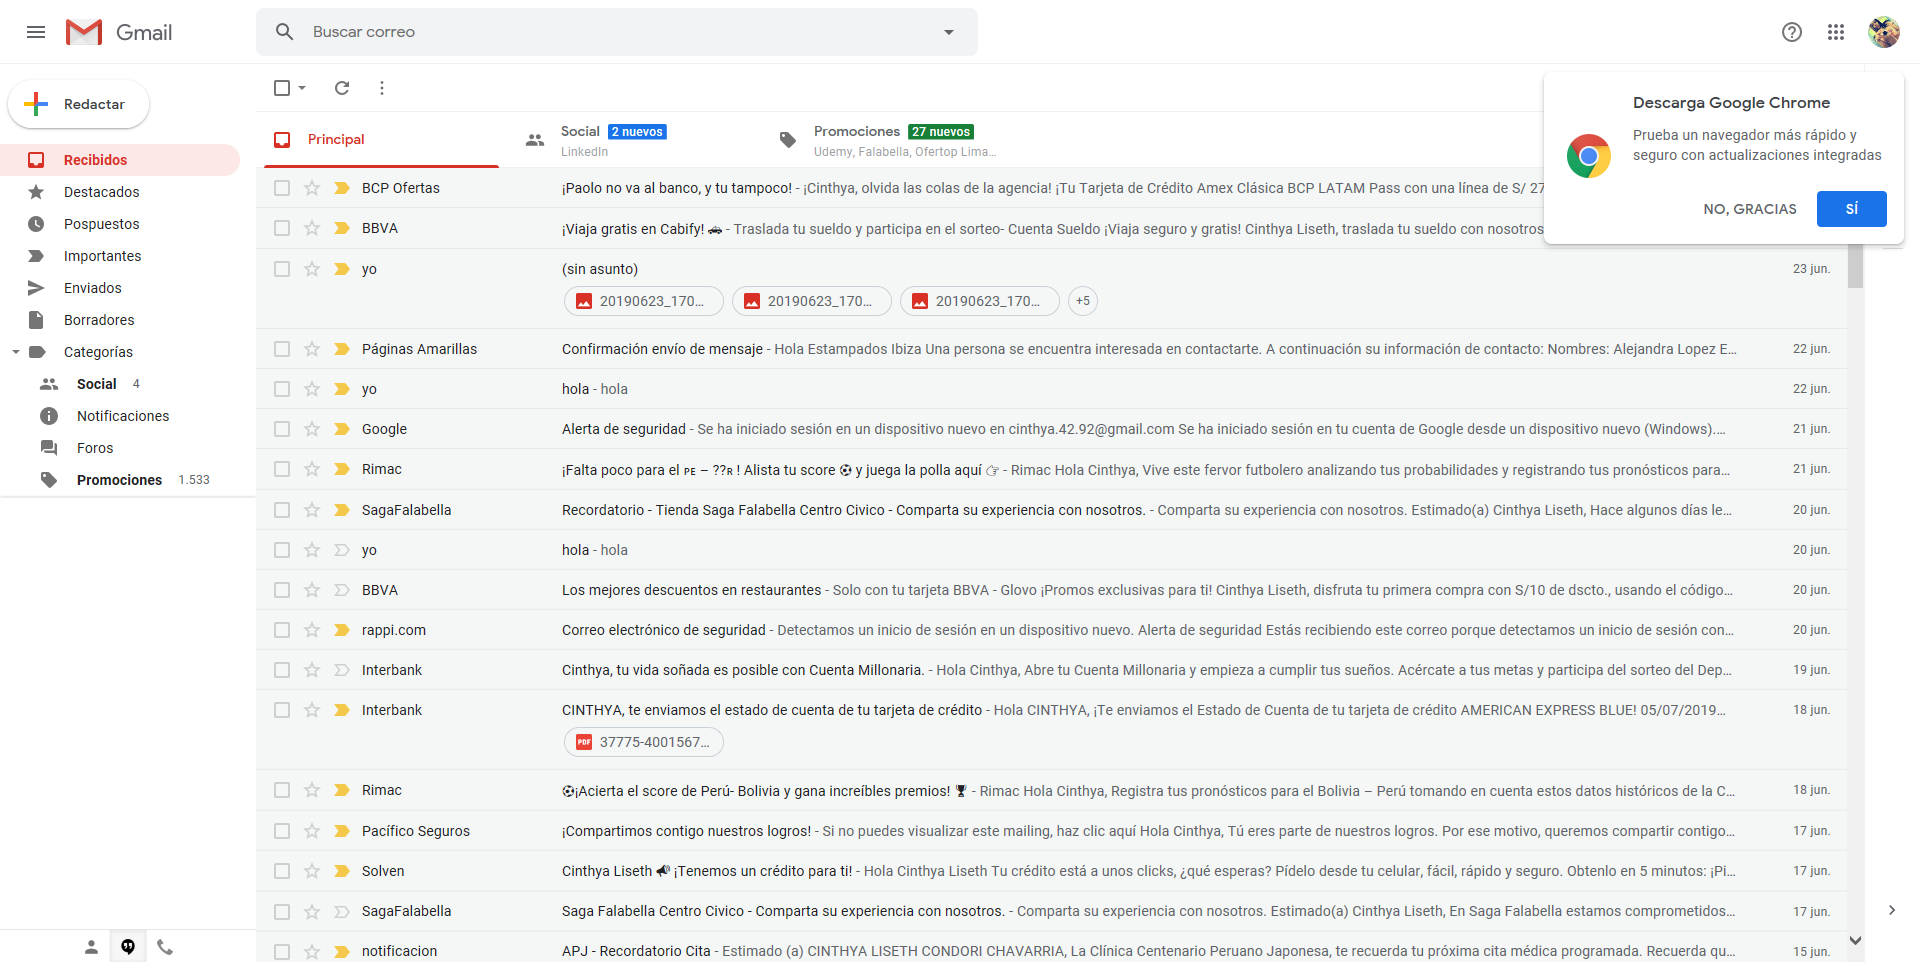 Gmail
Buscar correo
Redactar
Recibidos
Destacados
Pospuestos
Importantes
Enviados
Borradores
Categorías
Social 4
Notificaciones
Foros
Promociones 1.533
Principal
Social 2 nuevos
LinkedIn
Promociones 27 nuevos
Udemy, Falabella, Ofertop Lima...
Descarga Google Chrome
Prueba un navegador más rápido y
seguro con actualizaciones integradas
NO, GRACIAS SÍ
BCP Ofertas ¡Paolo no va al banco, y tu tampoco! - ¡Cinthya, olvida las colas de la agencia! ¡Tu Tarjeta de Crédito Amex Clásica BCP LATAM Pass con una línea de S/ 27
BBVA ¡Viaja gratis en Cabify! 🚕 - Traslada tu sueldo y participa en el sorteo- Cuenta Sueldo ¡Viaja seguro y gratis! Cinthya Liseth, traslada tu sueldo con nosotros
yo (sin asunto) 23 jun.
20190623_170... 20190623_170... 20190623_170... +5
Páginas Amarillas Confirmación envío de mensaje - Hola Estampados Ibiza Una persona se encuentra interesada en contactarte. A continuación su información de contacto: Nombres: Alejandra Lopez E... 22 jun.
yo hola - hola 22 jun.
Google Alerta de seguridad - Se ha iniciado sesión en un dispositivo nuevo en cinthya.42.92@gmail.com Se ha iniciado sesión en tu cuenta de Google desde un dispositivo nuevo (Windows).... 21 jun.
Rimac ¡Falta poco para el ᴘᴇ – ??ʀ ! Alista tu score ⚽ y juega la polla aquí 👉 - Rimac Hola Cinthya, Vive este fervor futbolero analizando tus probabilidades y registrando tus pronósticos para... 21 jun.
SagaFalabella Recordatorio - Tienda Saga Falabella Centro Civico - Comparta su experiencia con nosotros. - Comparta su experiencia con nosotros. Estimado(a) Cinthya Liseth, Hace algunos días le... 20 jun.
yo hola - hola 20 jun.
BBVA Los mejores descuentos en restaurantes - Solo con tu tarjeta BBVA - Glovo ¡Promos exclusivas para ti! Cinthya Liseth, disfruta tu primera compra con S/10 de dscto., usando el código... 20 jun.
rappi.com Correo electrónico de seguridad - Detectamos un inicio de sesión en un dispositivo nuevo. Alerta de seguridad Estás recibiendo este correo porque detectamos un inicio de sesión con... 20 jun.
Interbank Cinthya, tu vida soñada es posible con Cuenta Millonaria. - Hola Cinthya, Abre tu Cuenta Millonaria y empieza a cumplir tus sueños. Acércate a tus metas y participa del sorteo del Dep... 19 jun.
Interbank CINTHYA, te enviamos el estado de cuenta de tu tarjeta de crédito - Hola CINTHYA, ¡Te enviamos el Estado de Cuenta de tu tarjeta de crédito AMERICAN EXPRESS BLUE! 05/07/2019... 18 jun.
PDF 37775-4001567...
Rimac ⚽¡Acierta el score de Perú- Bolivia y gana increíbles premios! 🏆 - Rimac Hola Cinthya, Registra tus pronósticos para el Bolivia – Perú tomando en cuenta estos datos históricos de la C... 18 jun.
Pacífico Seguros ¡Compartimos contigo nuestros logros! - Si no puedes visualizar este mailing, haz clic aquí Hola Cinthya, Tú eres parte de nuestros logros. Por ese motivo, queremos compartir contigo... 17 jun.
Solven Cinthya Liseth 📣 ¡Tenemos un crédito para ti! - Hola Cinthya Liseth Tu crédito está a unos clicks, ¿qué esperas? Pídelo desde tu celular, fácil, rápido y seguro. Obtenlo en 5 minutos: ¡Pi... 17 jun.
SagaFalabella Saga Falabella Centro Civico - Comparta su experiencia con nosotros. - Comparta su experiencia con nosotros. Estimado(a) Cinthya Liseth, En Saga Falabella estamos comprometidos... 17 jun.
notificacion APJ - Recordatorio Cita - Estimado (a) CINTHYA LISETH CONDORI CHAVARRIA, La Clínica Centenario Peruano Japonesa, te recuerda tu próxima cita médica programada. Recuerda qu... 15 jun.